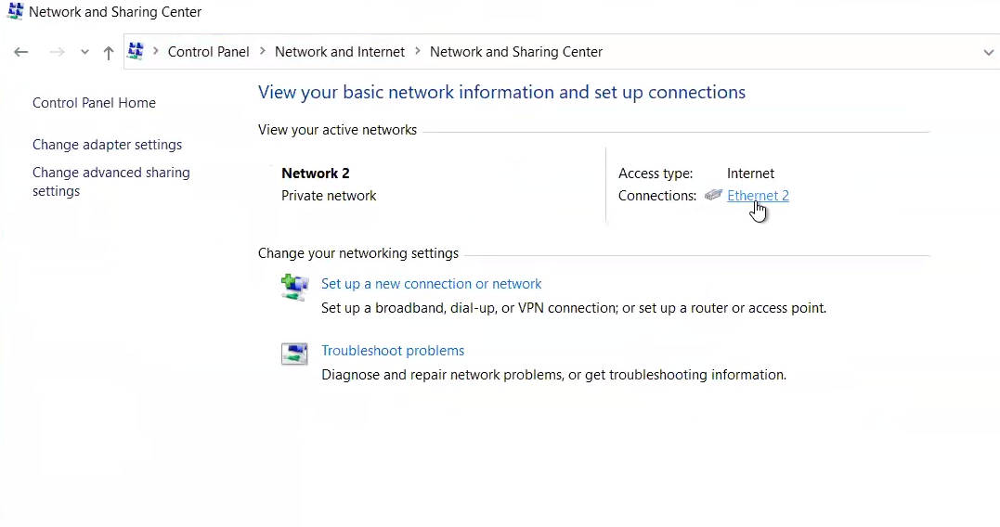 Network and Sharing Center
Control Panel > Network and Internet > Network and Sharing Center
Control Panel Home
Change adapter settings
Change advanced sharing
settings
View your basic network information and set up connections
View your active networks
Network 2
Private network
Access type: Internet
Connections: Ethernet 2
Change your networking settings
Set up a new connection or network
Set up a broadband, dial-up, or VPN connection; or set up a router or access point.
Troubleshoot problems
Diagnose and repair network problems, or get troubleshooting information.